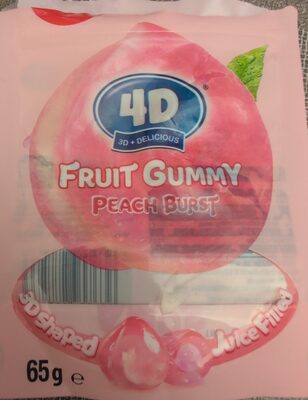 4D
3D + DELICIOUS
FRUIT GUMMY
PEACH BURST
3D Shaped
Juice Filled
65g e